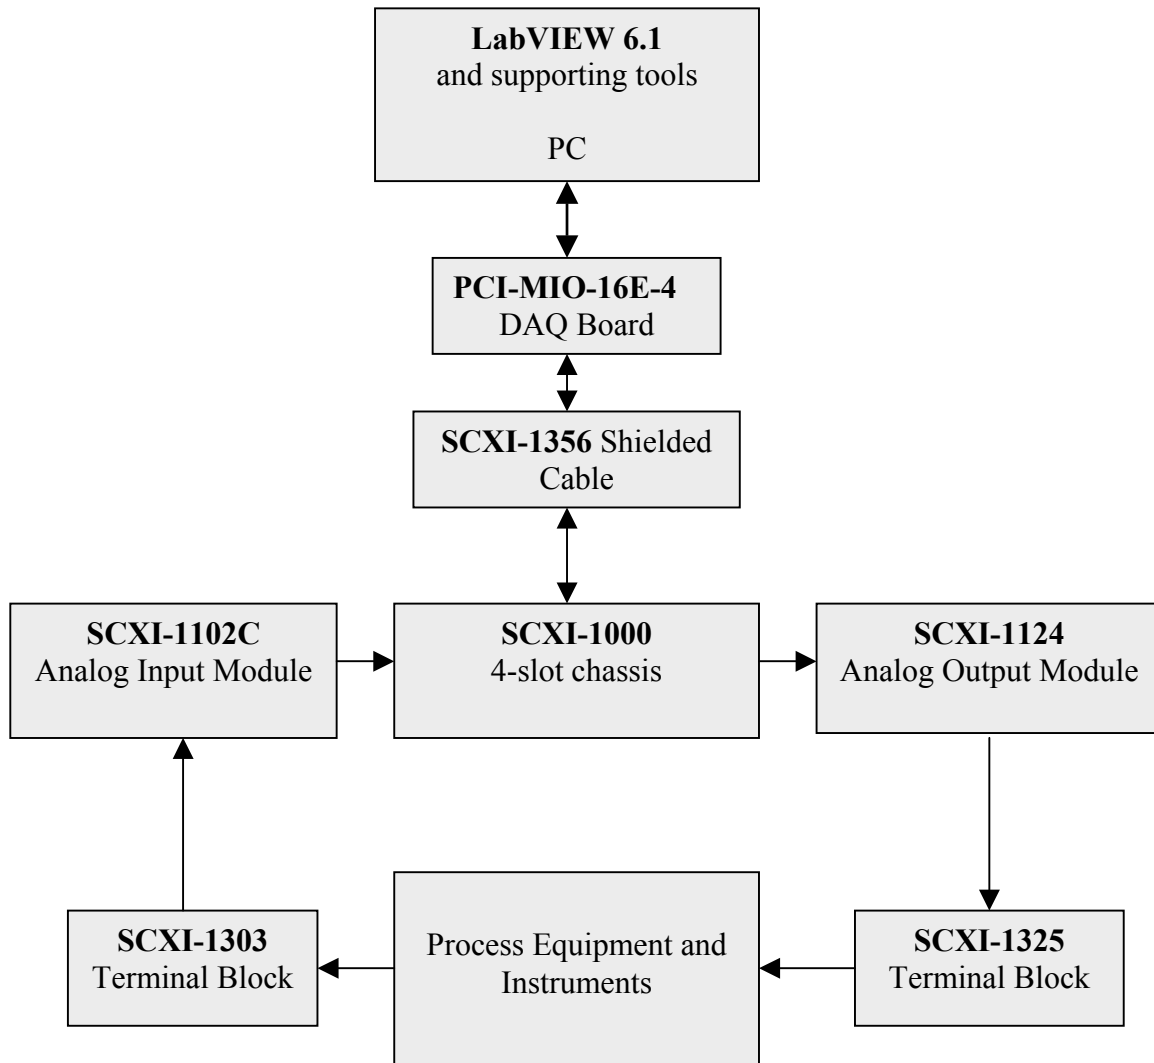 LabVIEW 6.1
and supporting tools
PC
PCI-MIO-16E-4
DAQ Board
SCXI-1356 Shielded
Cable
SCXI-1102C
Analog Input Module
SCXI-1000
4-slot chassis
SCXI-1124
Analog Output Module
SCXI-1303
Terminal Block
Process Equipment and
Instruments
SCXI-1325
Terminal Block